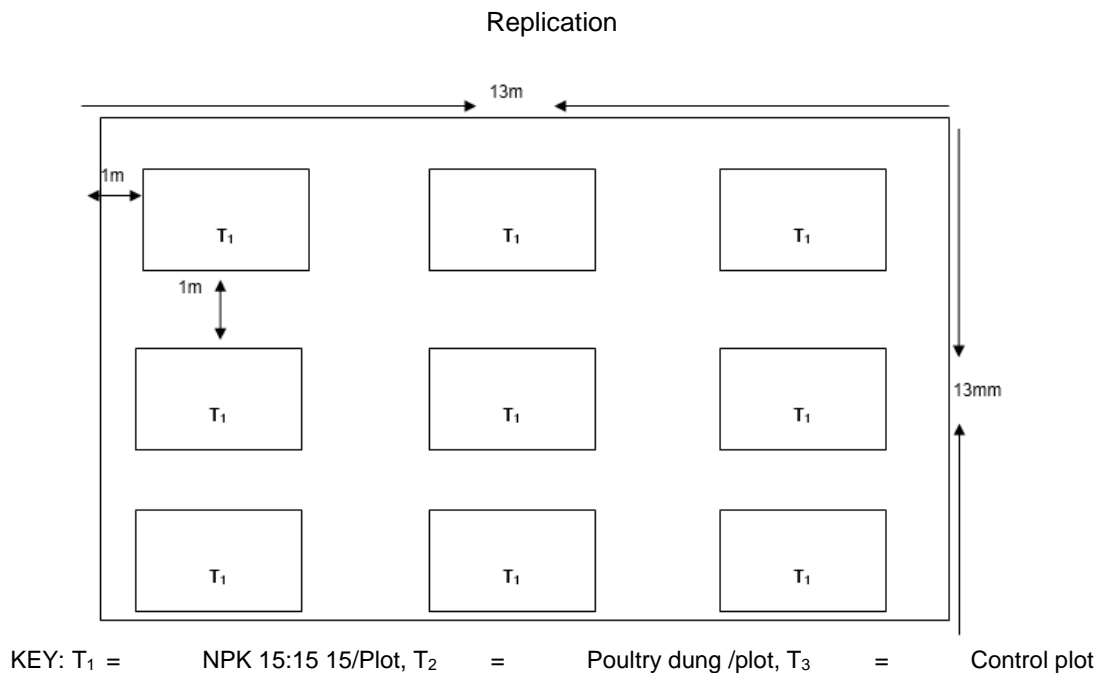 Replication
13m
1m
T₁ T₁ T₁
1m
T₁ T₁ T₁
13mm
T₁ T₁ T₁
KEY: T₁ = NPK 15:15 15/Plot, T₂ = Poultry dung /plot, T₃ = Control plot